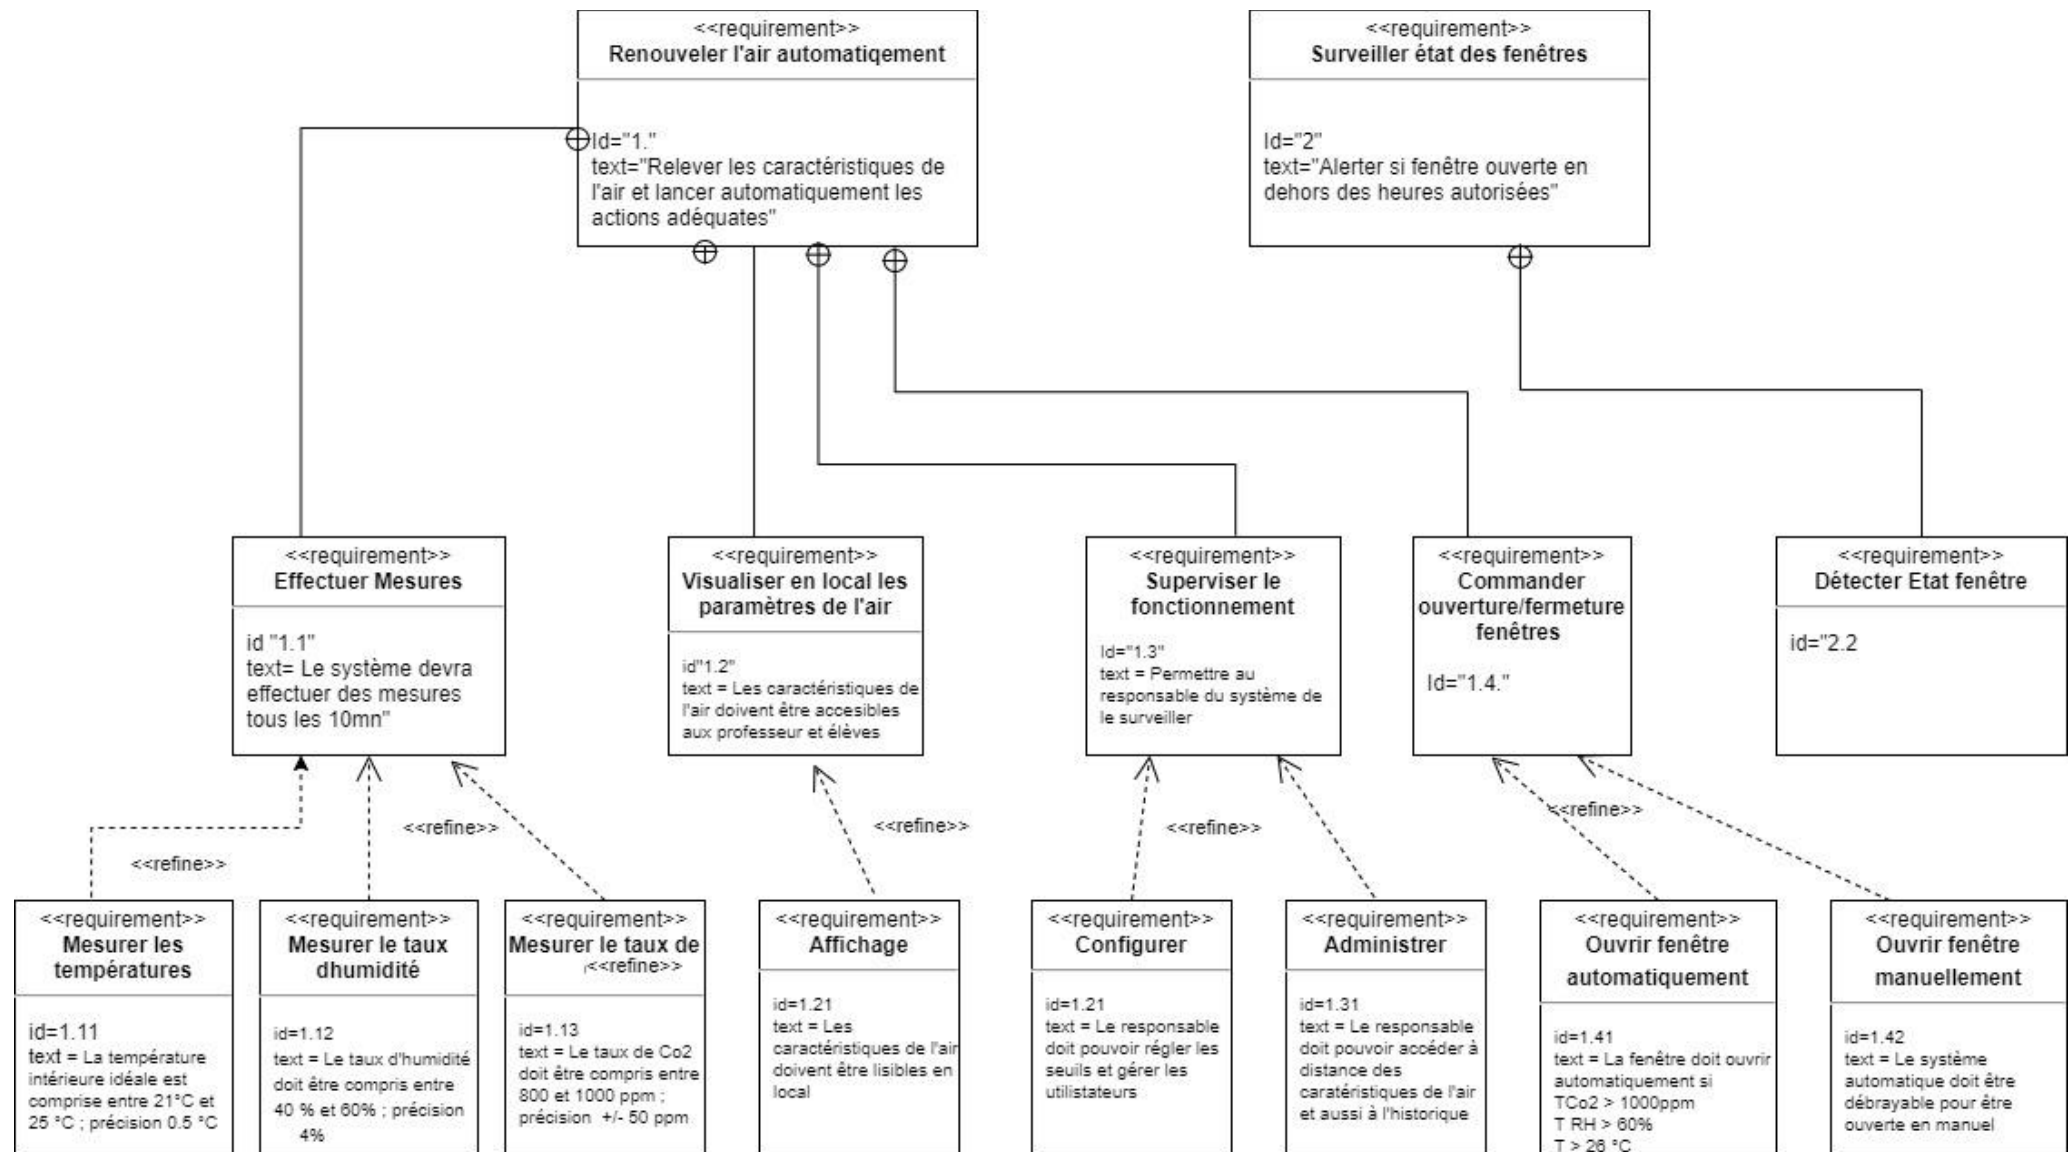 <<requirement>>
Renouveler l'air automatiqement
Id="1."
text="Relever les caractéristiques de
l'air et lancer automatiquement les
actions adéquates"
<<requirement>>
Surveiller état des fenêtres
Id="2"
text="Alerter si fenêtre ouverte en
dehors des heures autorisées"
<<requirement>>
Effectuer Mesures
id "1.1"
text= Le système devra
effectuer des mesures
tous les 10mn"
<<requirement>>
Visualiser en local les
paramètres de l'air
id"1.2"
text = Les caractéristiques de
l'air doivent être accesibles
aux professeur et élèves
<<requirement>>
Superviser le
fonctionnement
Id="1.3"
text = Permettre au
responsable du système de
le surveiller
<<requirement>>
Commander
ouverture/fermeture
fenêtres
Id="1.4."
<<requirement>>
Détecter Etat fenêtre
id="2.2
<<refine>>
<<refine>>
<<refine>>
<<refine>>
<<refine>>
<<requirement>>
Mesurer les
températures
id=1.11
text = La température
intérieure idéale est
comprise entre 21°C et
25 °C ; précision 0.5 °C
<<requirement>>
Mesurer le taux
dhumidité
id=1.12
text = Le taux d'humidité
doit être compris entre
40 % et 60% ; précision
4%
<<requirement>>
Mesurer le taux de
<<refine>>
id=1.13
text = Le taux de Co2
doit être compris entre
800 et 1000 ppm ;
précision +/- 50 ppm
<<requirement>>
Affichage
id=1.21
text = Les
caractéristiques de l'air
doivent être lisibles en
local
<<requirement>>
Configurer
id=1.21
text = Le responsable
doit pouvoir régler les
seuils et gérer les
utilistateurs
<<requirement>>
Administrer
id=1.31
text = Le responsable
doit pouvoir accéder à
distance des
caratéristiques de l'air
et aussi à l'historique
<<requirement>>
Ouvrir fenêtre
automatiquement
id=1.41
text = La fenêtre doit ouvrir
automatiquement si
TCo2 > 1000ppm
T RH > 60%
T > 26 °C
<<requirement>>
Ouvrir fenêtre
manuellement
id=1.42
text = Le système
automatique doit être
débrayable pour être
ouverte en manuel